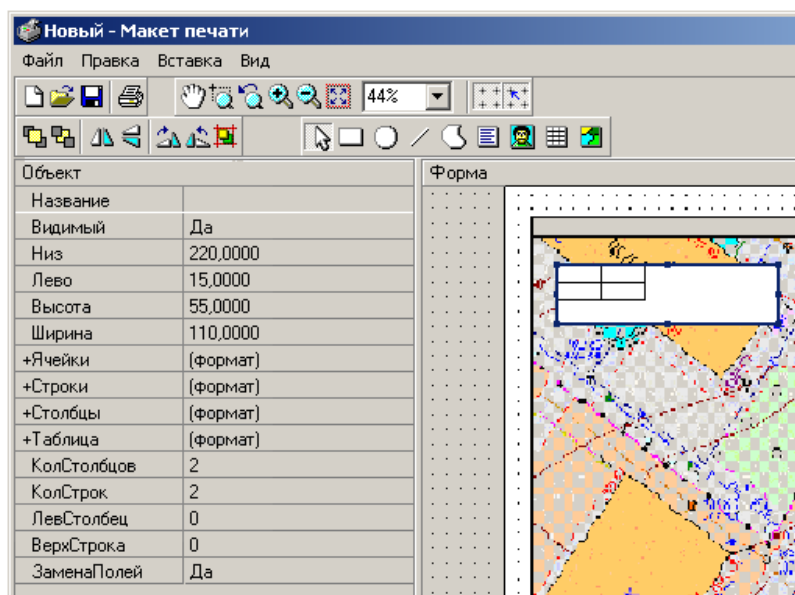 Новый - Макет печати
Файл Правка Вставка Вид
44%
Объект
Форма
Название
Видимый Да
Низ 220,0000
Лево 15,0000
Высота 55,0000
Ширина 110,0000
+Ячейки (формат)
+Строки (формат)
+Столбцы (формат)
+Таблица (формат)
КолСтолбцов 2
КолСтрок 2
ЛевСтолбец 0
ВерхСтрока 0
ЗаменаПолей Да